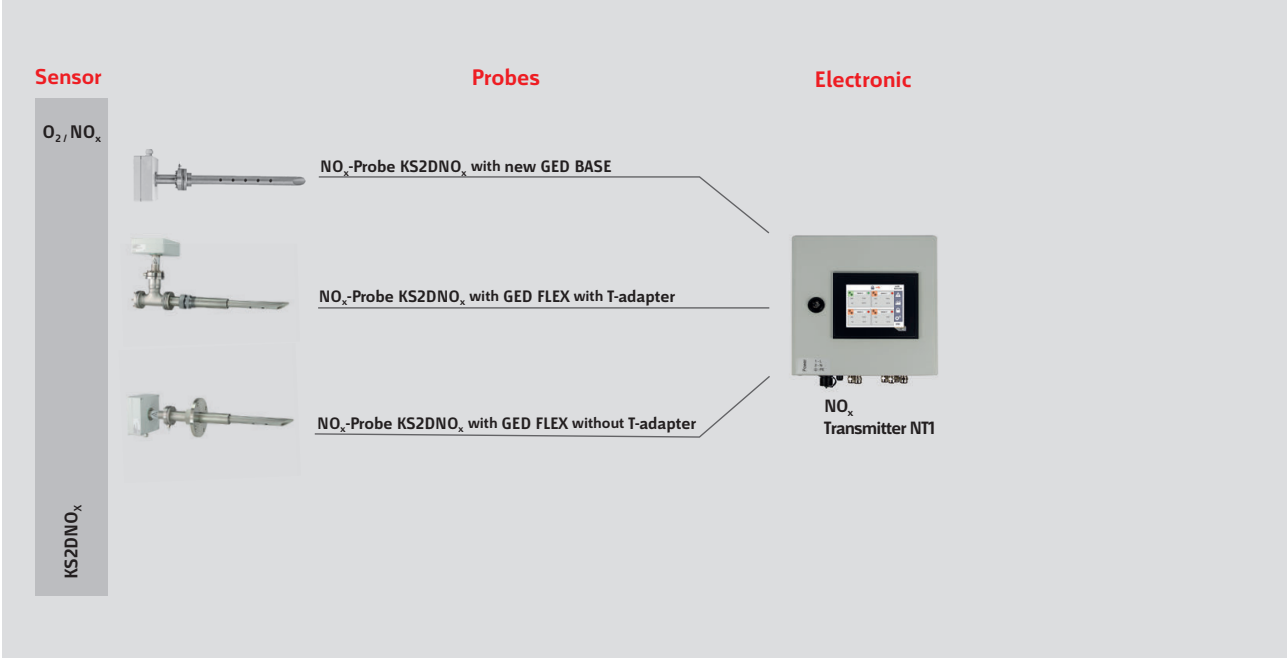 Sensor
Probes
Electronic
O₂ / NOₓ
NOₓ-Probe KS2DNOₓ with new GED BASE
NOₓ-Probe KS2DNOₓ with GED FLEX with T-adapter
NOₓ-Probe KS2DNOₓ with GED FLEX without T-adapter
Power
NOₓ
Transmitter NT1
KS2DNOₓ